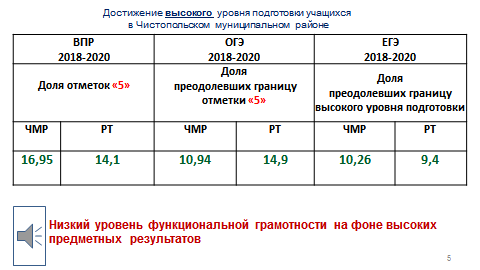 Достижение высокого уровня подготовки учащихся
в Чистопольском муниципальном районе
ВПР
2018-2020
ОГЭ
2018-2020
ЕГЭ
2018-2020
Доля отметок «5»
Доля
преодолевших границу
отметки «5»
Доля
преодолевших границу
высокого уровня подготовки
ЧМР РТ ЧМР РТ ЧМР РТ
16,95 14,1 10,94 14,9 10,26 9,4
Низкий уровень функциональной грамотности на фоне высоких
предметных результатов
5